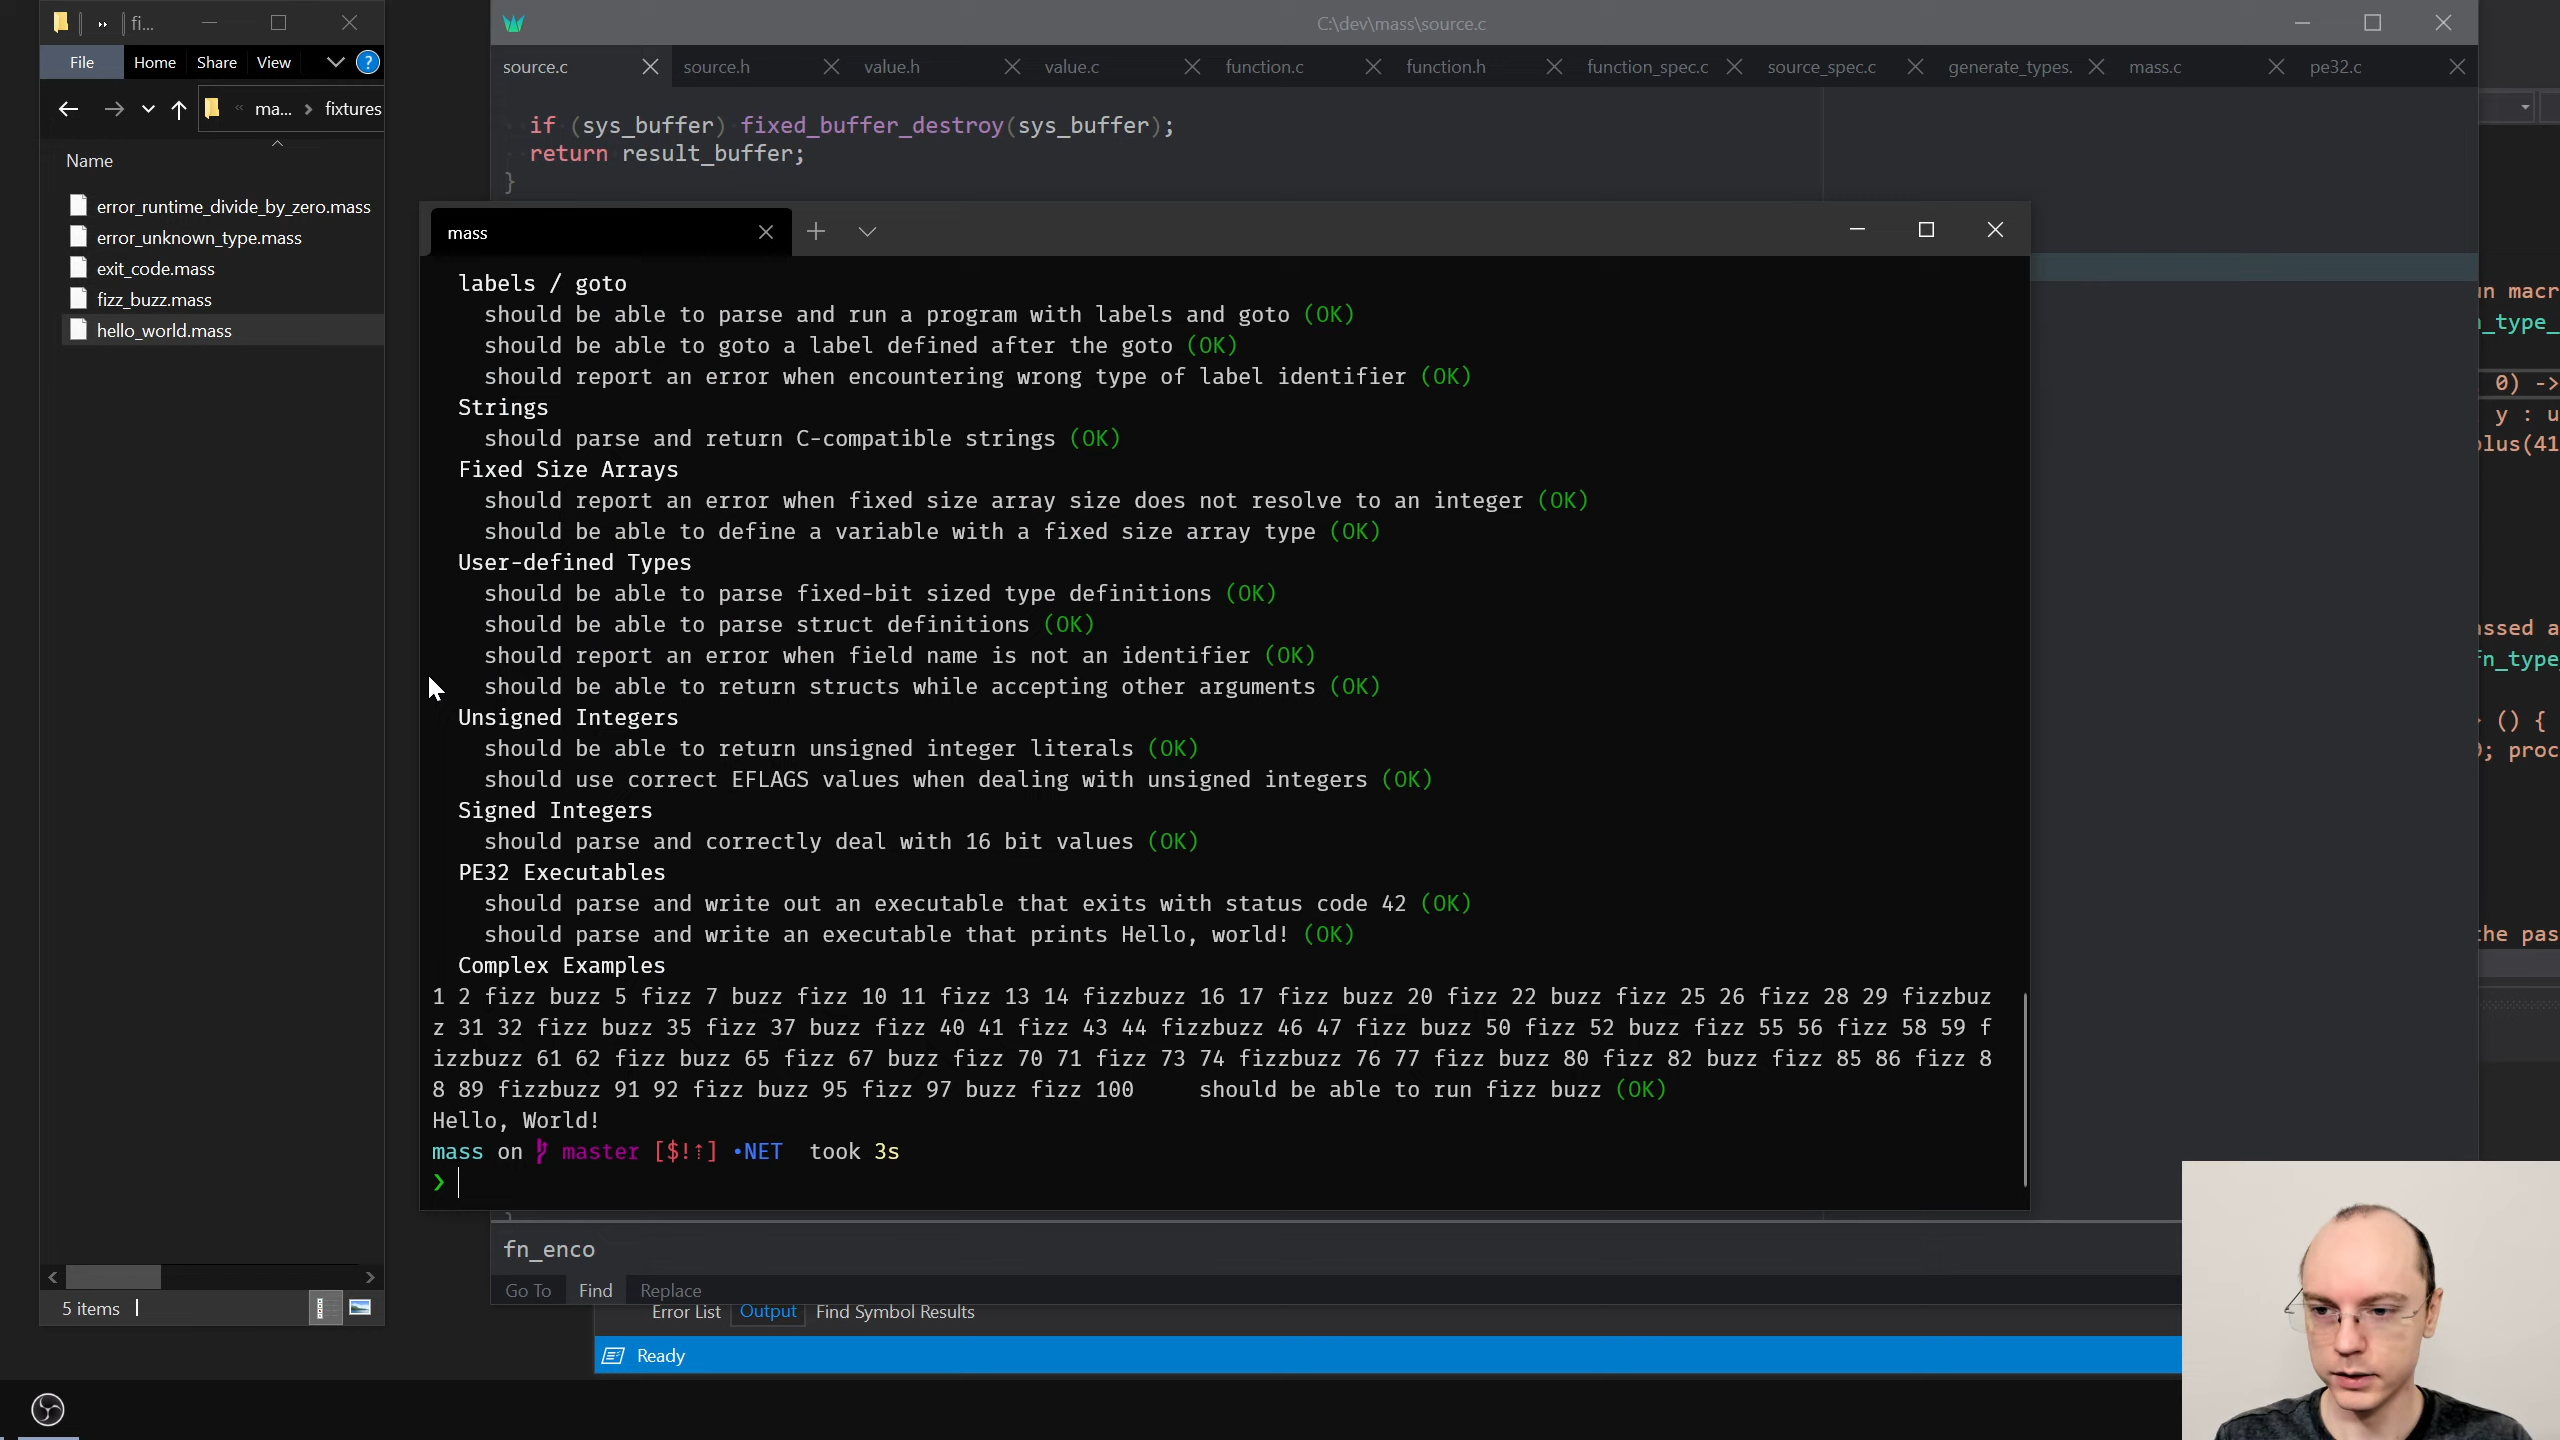 fi...
File Home Share View
ma... fixtures
Name
error_runtime_divide_by_zero.mass
error_unknown_type.mass
exit_code.mass
fizz_buzz.mass
hello_world.mass
5 items
C:\dev\mass\source.c
source.c source.h value.h value.c function.c function.h function_spec.c source_spec.c generate_types. mass.c pe32.c
if (sys_buffer) fixed_buffer_destroy(sys_buffer);
return result_buffer;
}
mass
labels / goto
should be able to parse and run a program with labels and goto (OK)
should be able to goto a label defined after the goto (OK)
should report an error when encountering wrong type of label identifier (OK)
Strings
should parse and return C-compatible strings (OK)
Fixed Size Arrays
should report an error when fixed size array size does not resolve to an integer (OK)
should be able to define a variable with a fixed size array type (OK)
User-defined Types
should be able to parse fixed-bit sized type definitions (OK)
should be able to parse struct definitions (OK)
should report an error when field name is not an identifier (OK)
should be able to return structs while accepting other arguments (OK)
Unsigned Integers
should be able to return unsigned integer literals (OK)
should use correct EFLAGS values when dealing with unsigned integers (OK)
Signed Integers
should parse and correctly deal with 16 bit values (OK)
PE32 Executables
should parse and write out an executable that exits with status code 42 (OK)
should parse and write an executable that prints Hello, world! (OK)
Complex Examples
1 2 fizz buzz 5 fizz 7 buzz fizz 10 11 fizz 13 14 fizzbuzz 16 17 fizz buzz 20 fizz 22 buzz fizz 25 26 fizz 28 29 fizzbuz
z 31 32 fizz buzz 35 fizz 37 buzz fizz 40 41 fizz 43 44 fizzbuzz 46 47 fizz buzz 50 fizz 52 buzz fizz 55 56 fizz 58 59 f
izzbuzz 61 62 fizz buzz 65 fizz 67 buzz fizz 70 71 fizz 73 74 fizzbuzz 76 77 fizz buzz 80 fizz 82 buzz fizz 85 86 fizz 8
8 89 fizzbuzz 91 92 fizz buzz 95 fizz 97 buzz fizz 100 should be able to run fizz buzz (OK)
Hello, World!
mass on master [$!⇡] •NET took 3s
❯
un macr
_type_
0) ->
y : u
plus(41
assed a
fn_type
() {
); proc
the pas
fn_enco
Go To Find Replace
Error List Output Find Symbol Results
Ready